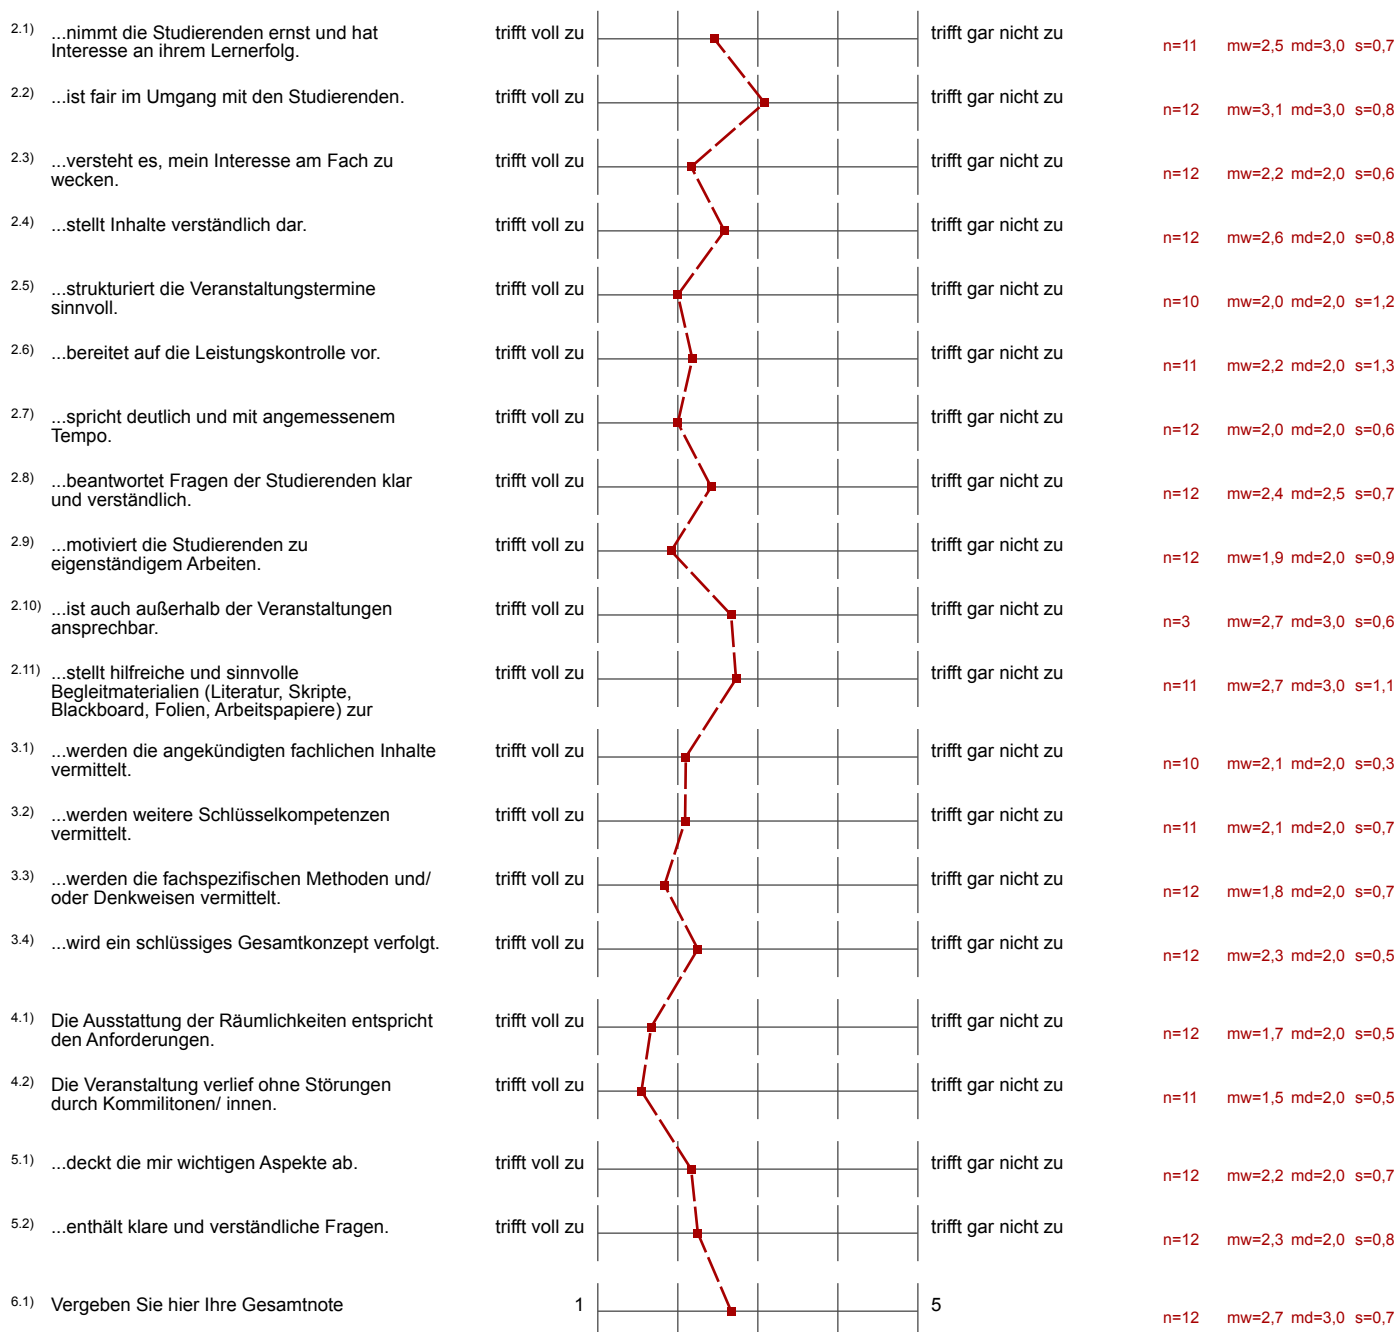 2.1) ...nimmt die Studierenden ernst und hat trifft voll zu trifft gar nicht zu
Interesse an ihrem Lernerfolg. n=11 mw=2,5 md=3,0 s=0,7
2.2) ...ist fair im Umgang mit den Studierenden. trifft voll zu trifft gar nicht zu
n=12 mw=3,1 md=3,0 s=0,8
2.3) ...versteht es, mein Interesse am Fach zu trifft voll zu trifft gar nicht zu
wecken. n=12 mw=2,2 md=2,0 s=0,6
2.4) ...stellt Inhalte verständlich dar. trifft voll zu trifft gar nicht zu
n=12 mw=2,6 md=2,0 s=0,8
2.5) ...strukturiert die Veranstaltungstermine trifft voll zu trifft gar nicht zu
sinnvoll. n=10 mw=2,0 md=2,0 s=1,2
2.6) ...bereitet auf die Leistungskontrolle vor. trifft voll zu trifft gar nicht zu
n=11 mw=2,2 md=2,0 s=1,3
2.7) ...spricht deutlich und mit angemessenem trifft voll zu trifft gar nicht zu
Tempo. n=12 mw=2,0 md=2,0 s=0,6
2.8) ...beantwortet Fragen der Studierenden klar trifft voll zu trifft gar nicht zu
und verständlich. n=12 mw=2,4 md=2,5 s=0,7
2.9) ...motiviert die Studierenden zu trifft voll zu trifft gar nicht zu
eigenständigem Arbeiten. n=12 mw=1,9 md=2,0 s=0,9
2.10) ...ist auch außerhalb der Veranstaltungen trifft voll zu trifft gar nicht zu
ansprechbar. n=3 mw=2,7 md=3,0 s=0,6
2.11) ...stellt hilfreiche und sinnvolle trifft voll zu trifft gar nicht zu
Begleitmaterialien (Literatur, Skripte, n=11 mw=2,7 md=3,0 s=1,1
Blackboard, Folien, Arbeitspapiere) zur
3.1) ...werden die angekündigten fachlichen Inhalte trifft voll zu trifft gar nicht zu
vermittelt. n=10 mw=2,1 md=2,0 s=0,3
3.2) ...werden weitere Schlüsselkompetenzen trifft voll zu trifft gar nicht zu
vermittelt. n=11 mw=2,1 md=2,0 s=0,7
3.3) ...werden die fachspezifischen Methoden und/ trifft voll zu trifft gar nicht zu
oder Denkweisen vermittelt. n=12 mw=1,8 md=2,0 s=0,7
3.4) ...wird ein schlüssiges Gesamtkonzept verfolgt. trifft voll zu trifft gar nicht zu
n=12 mw=2,3 md=2,0 s=0,5
4.1) Die Ausstattung der Räumlichkeiten entspricht trifft voll zu trifft gar nicht zu
den Anforderungen. n=12 mw=1,7 md=2,0 s=0,5
4.2) Die Veranstaltung verlief ohne Störungen trifft voll zu trifft gar nicht zu
durch Kommilitonen/ innen. n=11 mw=1,5 md=2,0 s=0,5
5.1) ...deckt die mir wichtigen Aspekte ab. trifft voll zu trifft gar nicht zu
n=12 mw=2,2 md=2,0 s=0,7
5.2) ...enthält klare und verständliche Fragen. trifft voll zu trifft gar nicht zu
n=12 mw=2,3 md=2,0 s=0,8
6.1) Vergeben Sie hier Ihre Gesamtnote 1 5
n=12 mw=2,7 md=3,0 s=0,7